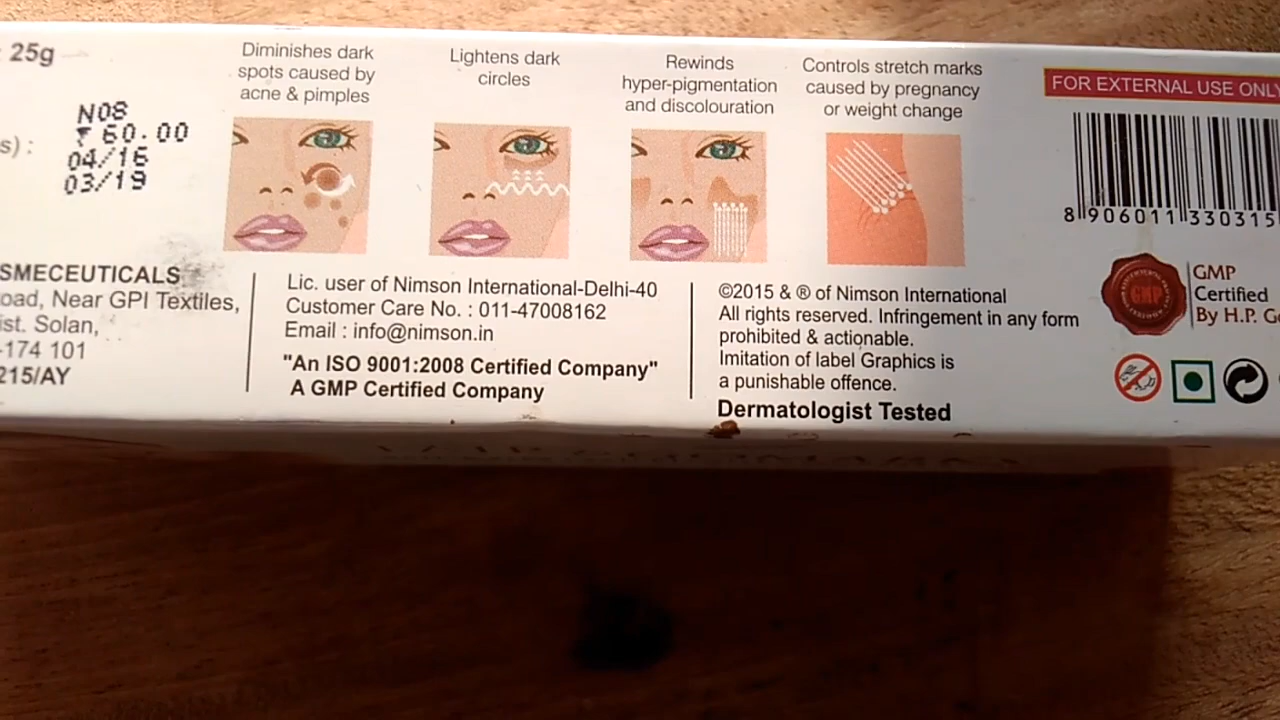 : 25g
N08
₹ 60.00
s) :
04/16
03/19
Diminishes dark
spots caused by
acne & pimples
Lightens dark
circles
Rewinds
hyper-pigmentation
and discolouration
Controls stretch marks
caused by pregnancy
or weight change
FOR EXTERNAL USE ONLY
8 906011 330315
SMECEUTICALS
oad, Near GPI Textiles,
ist. Solan,
-174 101
215/AY
Lic. user of Nimson International-Delhi-40
Customer Care No. : 011-47008162
Email : info@nimson.in
"An ISO 9001:2008 Certified Company"
A GMP Certified Company
©2015 & ® of Nimson International
All rights reserved. Infringement in any form
prohibited & actionable.
Imitation of label Graphics is
a punishable offence.
Dermatologist Tested
GMP
GMP
Certified
By H.P. Go